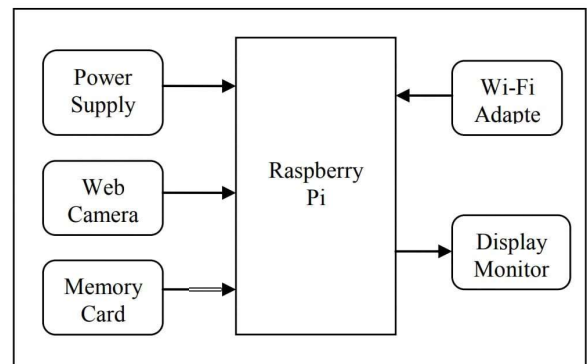 Power
Supply
Web
Camera
Memory
Card
Raspberry
Pi
Wi-Fi
Adapte
Display
Monitor